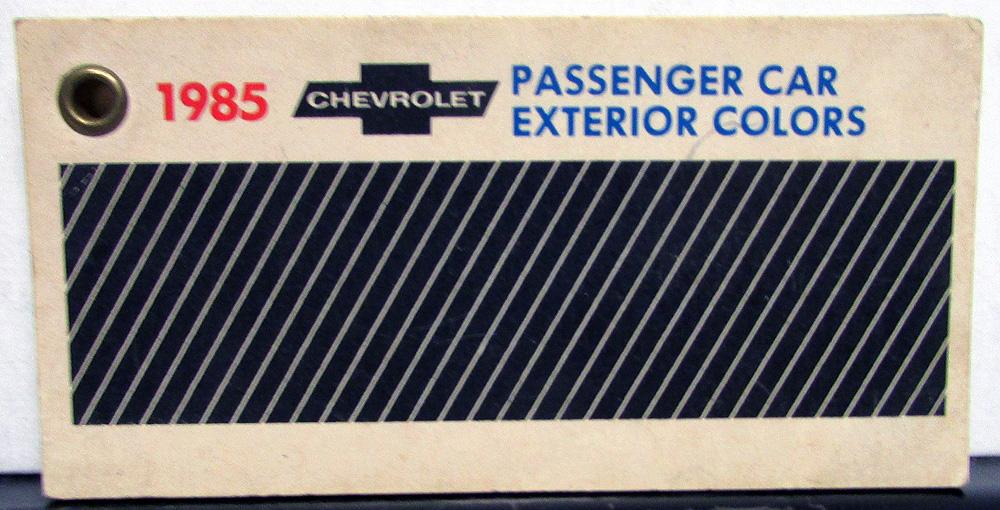 1985 CHEVROLET PASSENGER CAR
EXTERIOR COLORS